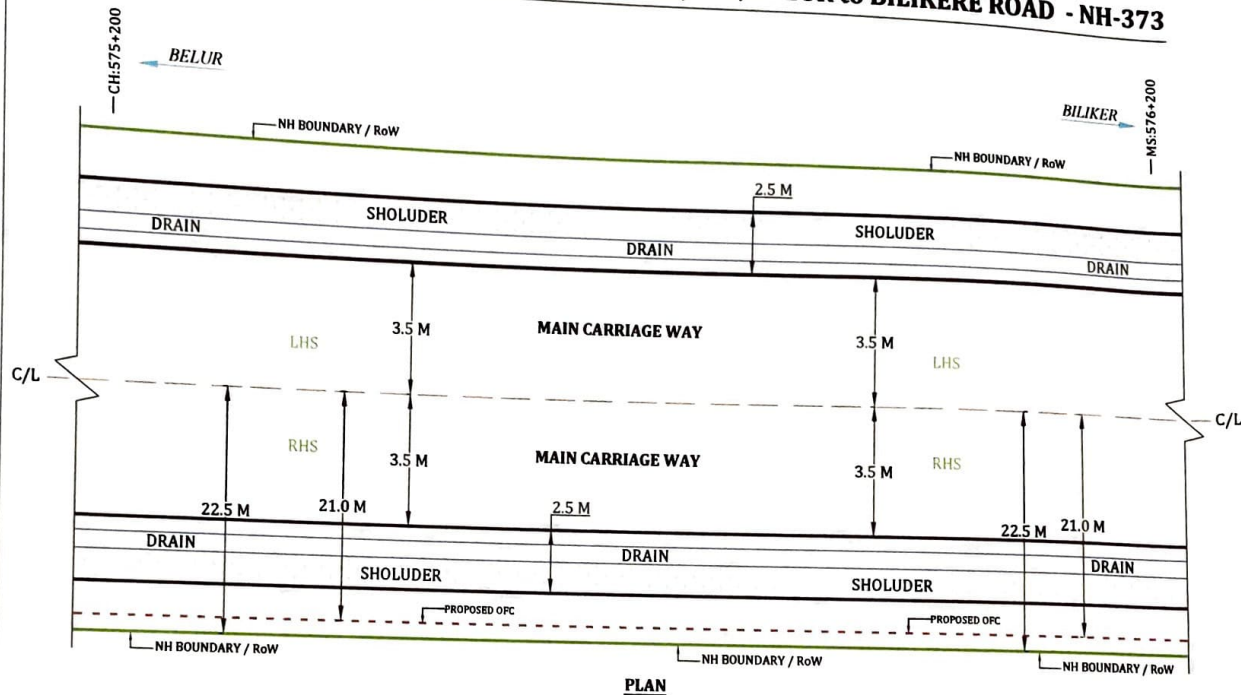 to BILIKERE ROAD - NH-373
CH:575+200
BELUR
BILIKER
MS:576+200
NH BOUNDARY / RoW
NH BOUNDARY / RoW
2.5 M
SHOLUDER
SHOLUDER
DRAIN
DRAIN
DRAIN
3.5 M
MAIN CARRIAGE WAY
3.5 M
LHS
LHS
C/L
C/L
RHS
RHS
3.5 M
MAIN CARRIAGE WAY
3.5 M
22.5 M
21.0 M
2.5 M
22.5 M
21.0 M
DRAIN
DRAIN
DRAIN
SHOLUDER
SHOLUDER
PROPOSED OFC
PROPOSED OFC
NH BOUNDARY / RoW
NH BOUNDARY / RoW
NH BOUNDARY / RoW
PLAN